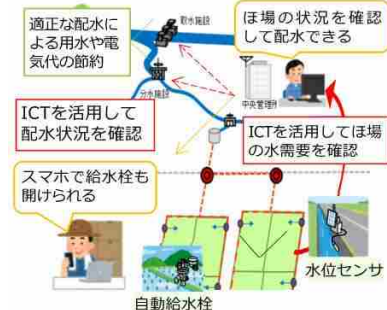 適正な配水に
よる用水や電
気代の節約
取水施設
ほ場の状況を確認
して配水できる
分水施設
中央管理所
ICTを活用して
配水状況を確認
ICTを活用してほ場
の水需要を確認
スマホで給水栓も
開けられる
水位センサ
自動給水栓